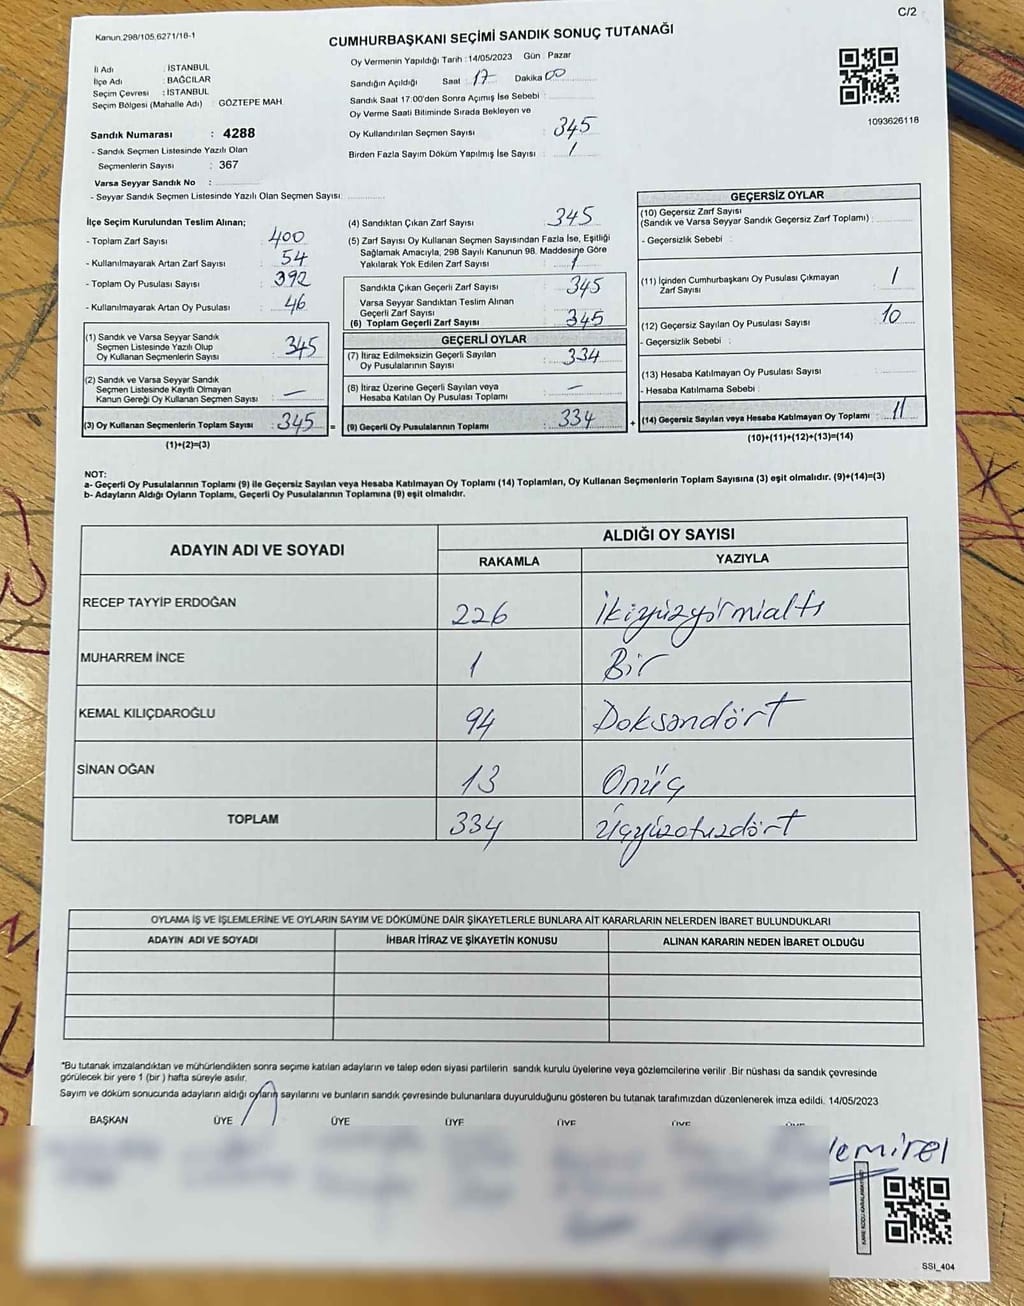 C/2
Kanun.298/105,6271/18-1
CUMHURBAŞKANI SEÇİMİ SANDIK SONUÇ TUTANAĞI
İl Adı : İSTANBUL
İlçe Adı : BAĞCILAR
Seçim Çevresi : İSTANBUL
Seçim Bölgesi (Mahalle Adı) : GÖZTEPE MAH.
Sandık Numarası : 4288
- Sandık Seçmen Listesinde Yazılı Olan
Seçmenlerin Sayısı : 367
Varsa Seyyar Sandık No :
- Seyyar Sandık Seçmen Listesinde Yazılı Olan Seçmen Sayısı:
Oy Vermenin Yapıldığı Tarih : 14/05/2023 Gün : Pazar
Sandığın Açıldığı Saat : 17 Dakika 00
Sandık Saat 17:00'den Sonra Açımış İse Sebebi :
Oy Verme Saati Bitiminde Sırada Bekleyen ve
Oy Kullandırılan Seçmen Sayısı : 345
Birden Fazla Sayım Döküm Yapılmış İse Sayısı : 1
1093626118
İlçe Seçim Kurulundan Teslim Alınan;
- Toplam Zarf Sayısı : 400
- Kullanılmayarak Artan Zarf Sayısı : 54
- Toplam Oy Pusulası Sayısı : 392
- Kullanılmayarak Artan Oy Pusulası : 46
(1) Sandık ve Varsa Seyyar Sandık
Seçmen Listesinde Yazılı Olup
Oy Kullanan Seçmenlerin Sayısı : 345
(2) Sandık ve Varsa Seyyar Sandık
Seçmen Listesinde Kayıtlı Olmayan
Kanun Gereği Oy Kullanan Seçmen Sayısı : —
(3) Oy Kullanan Seçmenlerin Toplam Sayısı : 345 =
(1)+(2)=(3)
(4) Sandıktan Çıkan Zarf Sayısı : 345
(5) Zarf Sayısı Oy Kullanan Seçmen Sayısından Fazla İse, Eşitliği
Sağlamak Amacıyla, 298 Sayılı Kanunun 98. Maddesine Göre
Yakılarak Yok Edilen Zarf Sayısı : 1
Sandıkta Çıkan Geçerli Zarf Sayısı : 345
Varsa Seyyar Sandıktan Teslim Alınan
Geçerli Zarf Sayısı :
(6) Toplam Geçerli Zarf Sayısı : 345
GEÇERLİ OYLAR
(7) İtiraz Edilmeksizin Geçerli Sayılan
Oy Pusulalarının Sayısı : 334
(8) İtiraz Üzerine Geçerli Sayılan veya
Hesaba Katılan Oy Pusulası Toplamı : —
(9) Geçerli Oy Pusulalarının Toplamı : 334 +
GEÇERSİZ OYLAR
(10) Geçersiz Zarf Sayısı
(Sandık ve Varsa Seyyar Sandık Geçersiz Zarf Toplamı) :
- Geçersizlik Sebebi :
(11) İçinden Cumhurbaşkanı Oy Pusulası Çıkmayan
Zarf Sayısı : 1
(12) Geçersiz Sayılan Oy Pusulası Sayısı : 10
- Geçersizlik Sebebi :
(13) Hesaba Katılmayan Oy Pusulası Sayısı :
- Hesaba Katılmama Sebebi :
(14) Geçersiz Sayılan veya Hesaba Katılmayan Oy Toplamı : 11
(10)+(11)+(12)+(13)=(14)
NOT:
a- Geçerli Oy Pusulalarının Toplamı (9) ile Geçersiz Sayılan veya Hesaba Katılmayan Oy Toplamı (14) Toplamları, Oy Kullanan Seçmenlerin Toplam Sayısına (3) eşit olmalıdır. (9)+(14)=(3)
b- Adayların Aldığı Oyların Toplamı, Geçerli Oy Pusulalarının Toplamına (9) eşit olmalıdır.
ADAYIN ADI VE SOYADI ALDIĞI OY SAYISI
RAKAMLA YAZIYLA
RECEP TAYYİP ERDOĞAN 226 İkiyüzyirmialtı
MUHARREM İNCE 1 Bir
KEMAL KILIÇDAROĞLU 94 Doksandört
SİNAN OĞAN 13 Onüç
TOPLAM 334 Üçyüzotuzdört
OYLAMA İŞ VE İŞLEMLERİNE VE OYLARIN SAYIM VE DÖKÜMÜNE DAİR ŞİKAYETLERLE BUNLARA AİT KARARLARIN NELERDEN İBARET BULUNDUKLARI
ADAYIN ADI VE SOYADI İHBAR İTİRAZ VE ŞİKAYETİN KONUSU ALINAN KARARIN NEDEN İBARET OLDUĞU
*Bu tutanak imzalandıktan ve mühürlendikten sonra seçime katılan adayların ve talep eden siyasi partilerin sandık kurulu üyelerine veya gözlemcilerine verilir .Bir nüshası da sandık çevresinde
görülecek bir yere 1 (bir ) hafta süreyle asılır.
Sayım ve döküm sonucunda adayların aldığı oyların sayılarını ve bunların sandık çevresinde bulunanlara duyurulduğunu gösteren bu tutanak tarafımızdan düzenlenerek imza edildi. 14/05/2023
BAŞKAN ÜYE ÜYE ÜYE ÜYE ÜYE ÜYE
emirel
SSI_404